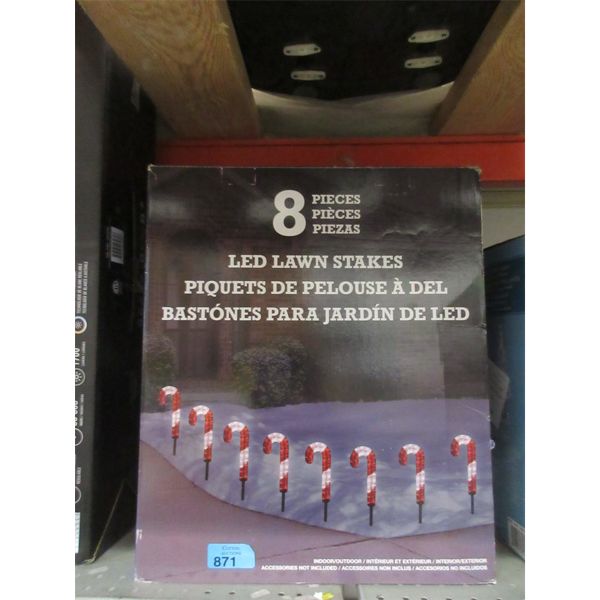 8
PIECES
PIÈCES
PIEZAS
LED LAWN STAKES
PIQUETS DE PELOUSE À DEL
BASTÓNES PARA JARDÍN DE LED
871
INDOOR/OUTDOOR / INTÉRIEUR ET EXTÉRIEUR / INTERIOR/EXTERIOR
ACCESSORIES NOT INCLUDED / ACCESSOIRES NON INCLUS / ACCESORIOS NO INCLUIDOS